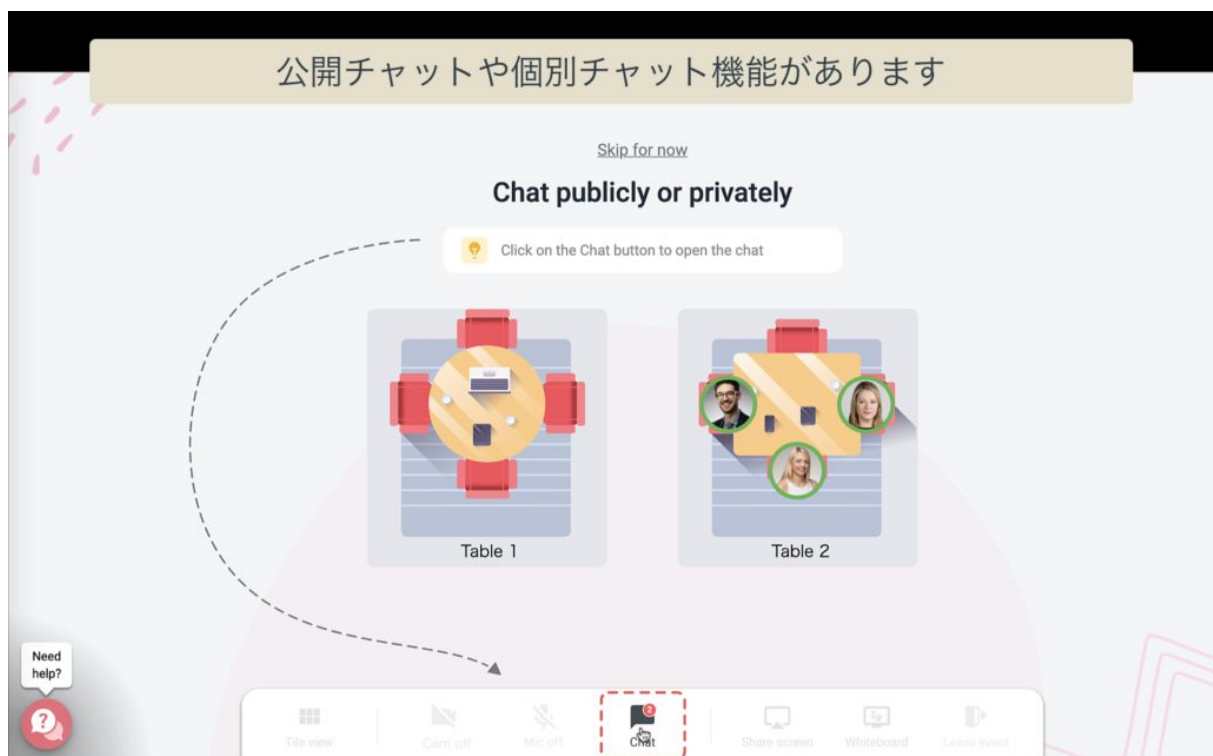 公開チャットや個別チャット機能があります
Skip for now
Chat publicly or privately
Click on the Chat button to open the chat
Table 1
Table 2
Need
help?
2
Tile view
Cam off
Mic off
Chat
Share screen
Whiteboard
Leave event